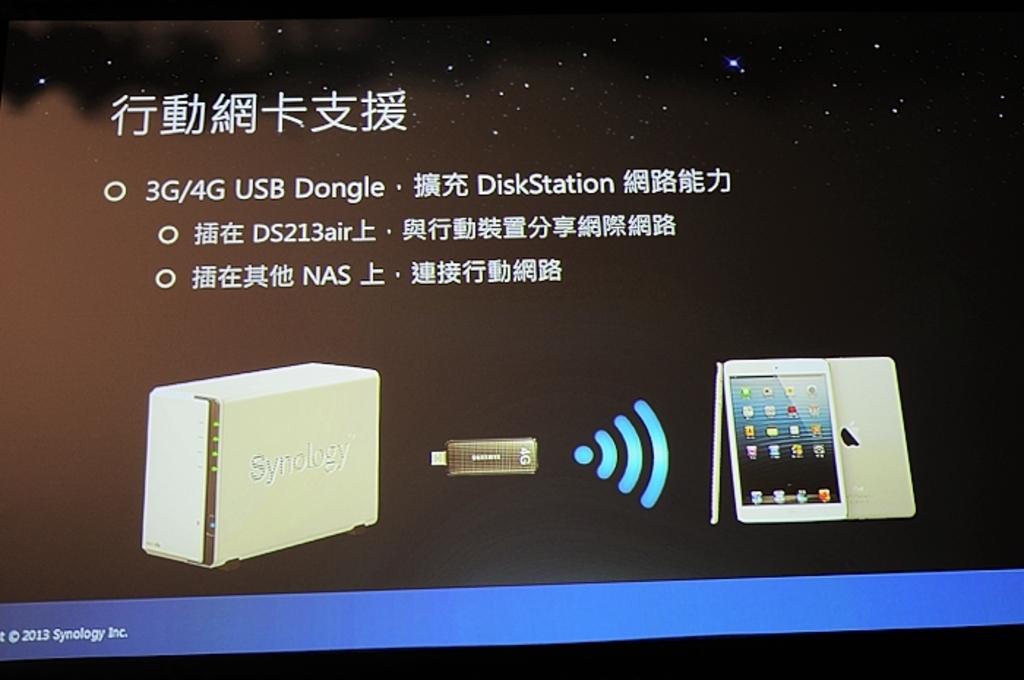 行動網卡支援
3G/4G USB Dongle，擴充 DiskStation 網路能力
插在 DS213air上，與行動裝置分享網際網路
插在其他 NAS 上，連接行動網路
Synology
SAMSUNG
4G
t © 2013 Synology Inc.